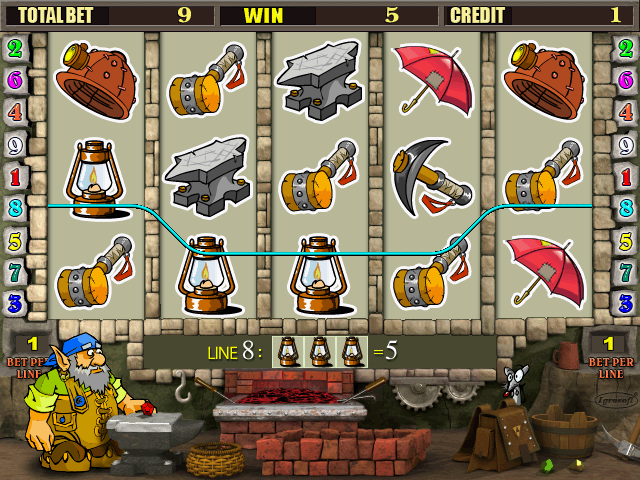 TOTAL BET 9 WIN 5 CREDIT 1
2 2
6 6
4 4
9 9
1 1
8 8
5 5
7 7
3 3
1 1
BET PER LINE BET PER LINE
LINE 8: =5
Igrosoft